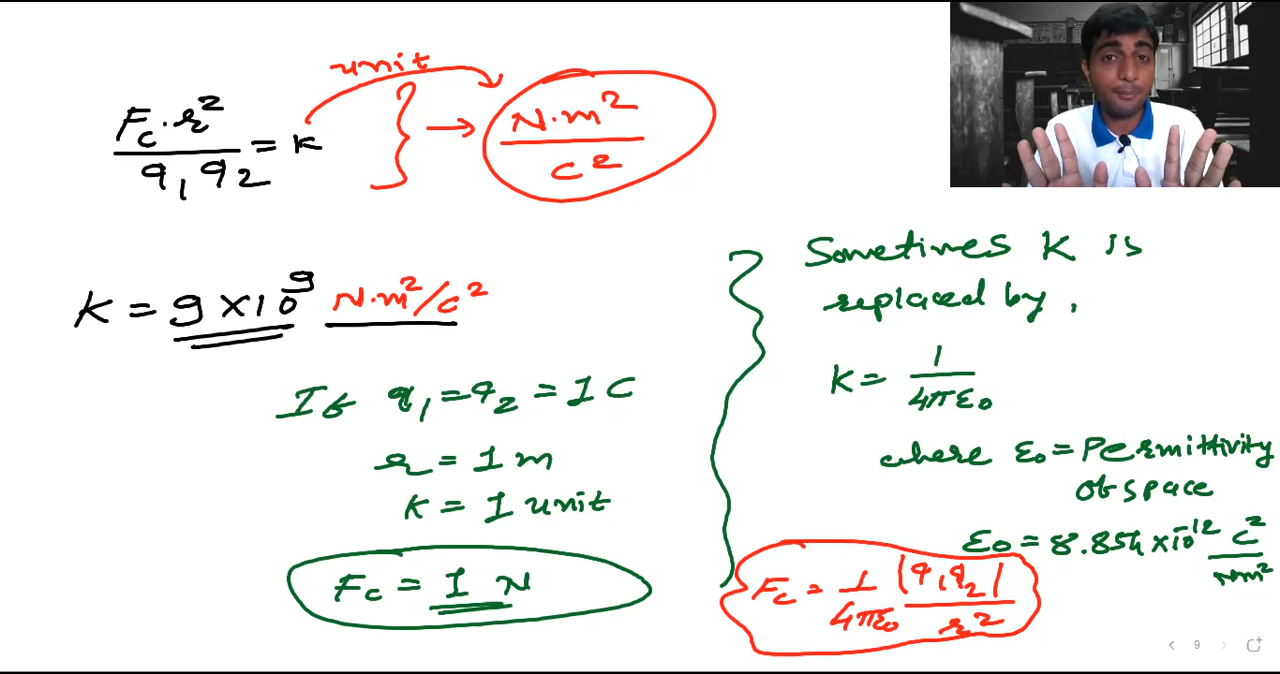 unit
F_c · r² / q₁ q₂ = K } → N·m² / C²
K = 9 × 10⁹ N·m²/C²
If q₁ = q₂ = 1 C
r = 1 m
K = 1 unit
F_c = 1 N
Sometimes K is
replaced by,
K = 1 / 4πε₀
where ε₀ = Permittivity
of space
ε₀ = 8.854 × 10⁻¹² C² / Nm²
F_c = 1 / 4πε₀ |q₁q₂| / r²
9